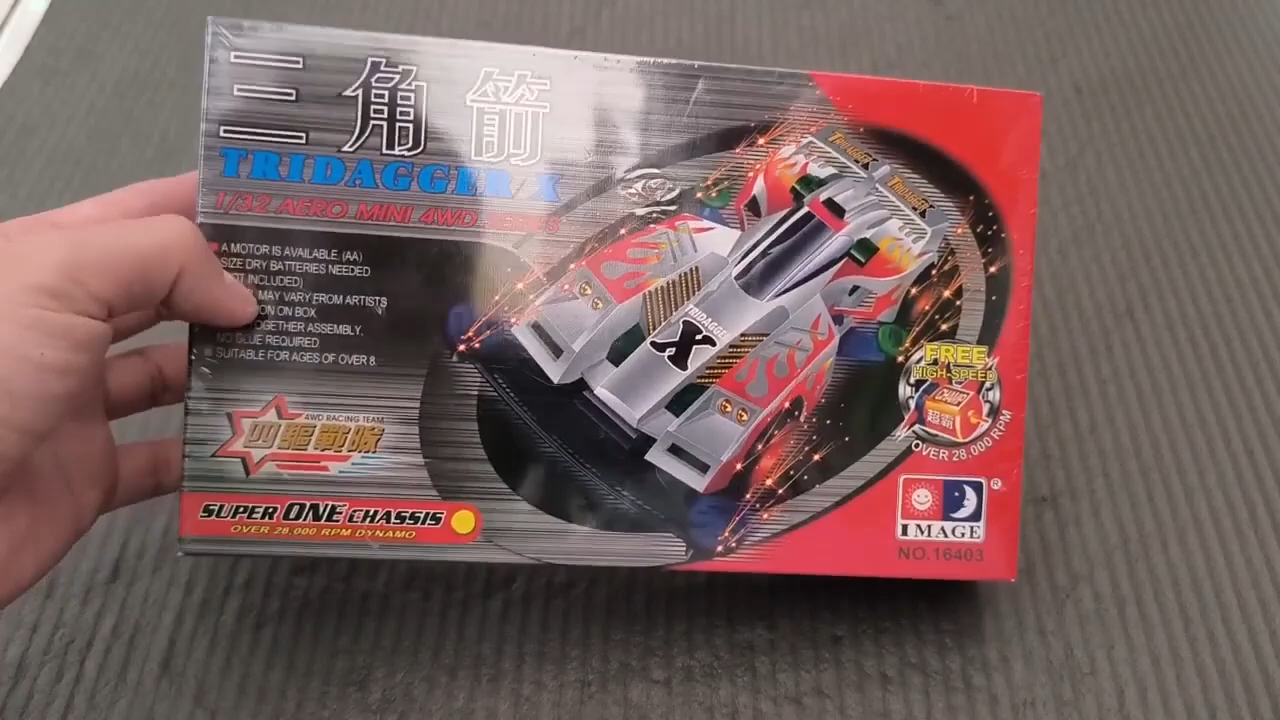 三角箭
TRIDAGGER X
1/32 AERO MINI 4WD SERIES
A MOTOR IS AVAILABLE, (AA)
SIZE DRY BATTERIES NEEDED
INCLUDED)
MAY VARY FROM ARTISTS
ON BOX
TOGETHER ASSEMBLY.
NO GLUE REQUIRED
SUITABLE FOR AGES OF OVER 8.
4WD RACING TEAM
四驅戰隊
SUPER ONE CHASSIS
OVER 28,000 RPM DYNAMO
TRIDAGGER X
TRIDAGGER X
TRIDAGGER
X
FREE
HIGH-SPEED
CHAMP
超霸
OVER 28,000 RPM
IMAGE ®
NO.16403